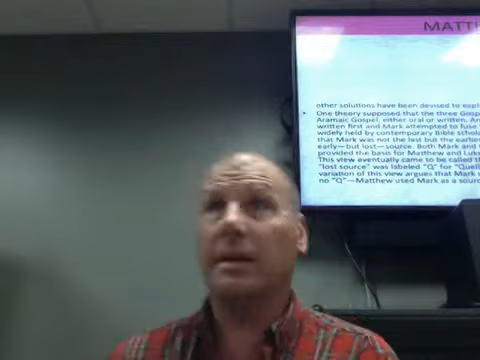 MATTH
other solutions have been devised to expl
• One theory supposed that the three Gosp
Aramaic Gospel, either oral or written. An
written first and Mark attempted to fuse
widely held by contemporary Bible schola
that Mark was not the last but the earlies
early—but lost—source. Both Mark and
provided the basis for Matthew and Luke
This view eventually came to be called th
"lost source" was labeled "Q" for "Quell
variation of this view argues that Mark w
no "Q"—Matthew used Mark as a sourc